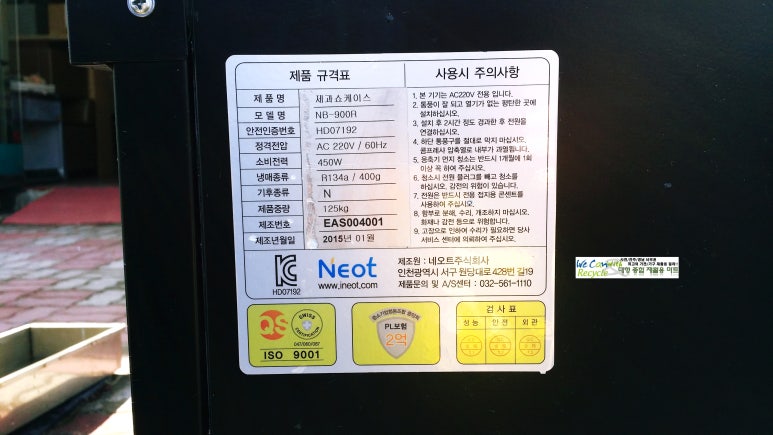 제품 규격표
제 품 명 세과쇼케이스
모 델 명 NB-900R
안전인증번호 HD07192
정격전압 AC 220V / 60Hz
소비전력 450W
냉매종류 R134a / 400g
기후종류 N
제품중량 125kg
제조번호 EAS004001
제조년월일 2015년 01월
사용시 주의사항
1. 본 기기는 AC220V 전용 입니다.
2. 통풍이 잘 되고 열기가 없는 평탄한 곳에
설치하십시오.
3. 설치 후 2시간 정도 경과한 후 전원을
연결하십시오.
4. 하단 통풍구를 절대로 막지 마십시오.
콤프레샤 압축열로 내부가 과열됩니다.
5. 응축기 먼지 청소는 반드시 1개월에 1회
이상 꼭 하여 주십시오.
6. 청소시 전원 플러그를 빼고 청소를
하십시오. 감전의 위험이 있습니다.
7. 전원은 반드시 전용 접지용 콘센트를
사용하여 주십시오.
8. 함부로 분해, 수리, 개조하지 마십시오.
화재나 감전 등으로 위험합니다.
9. 고장으로 인하여 수리가 필요하면 당사
서비스 센터에 의뢰하여 주십시오.
HD07192
Neot
www.ineot.com
제조원 : 네오트주식회사
인천광역시 서구 원당대로 428번 길19
제품문의 및 A/S센터 : 032-561-1110
QS
SWISS
CERTIFICATION
ISO 9001
PL보험
2억
검 사 표
성 능 안 전 외 관
We Can with
Recycle
태양 종합 재활용 마트